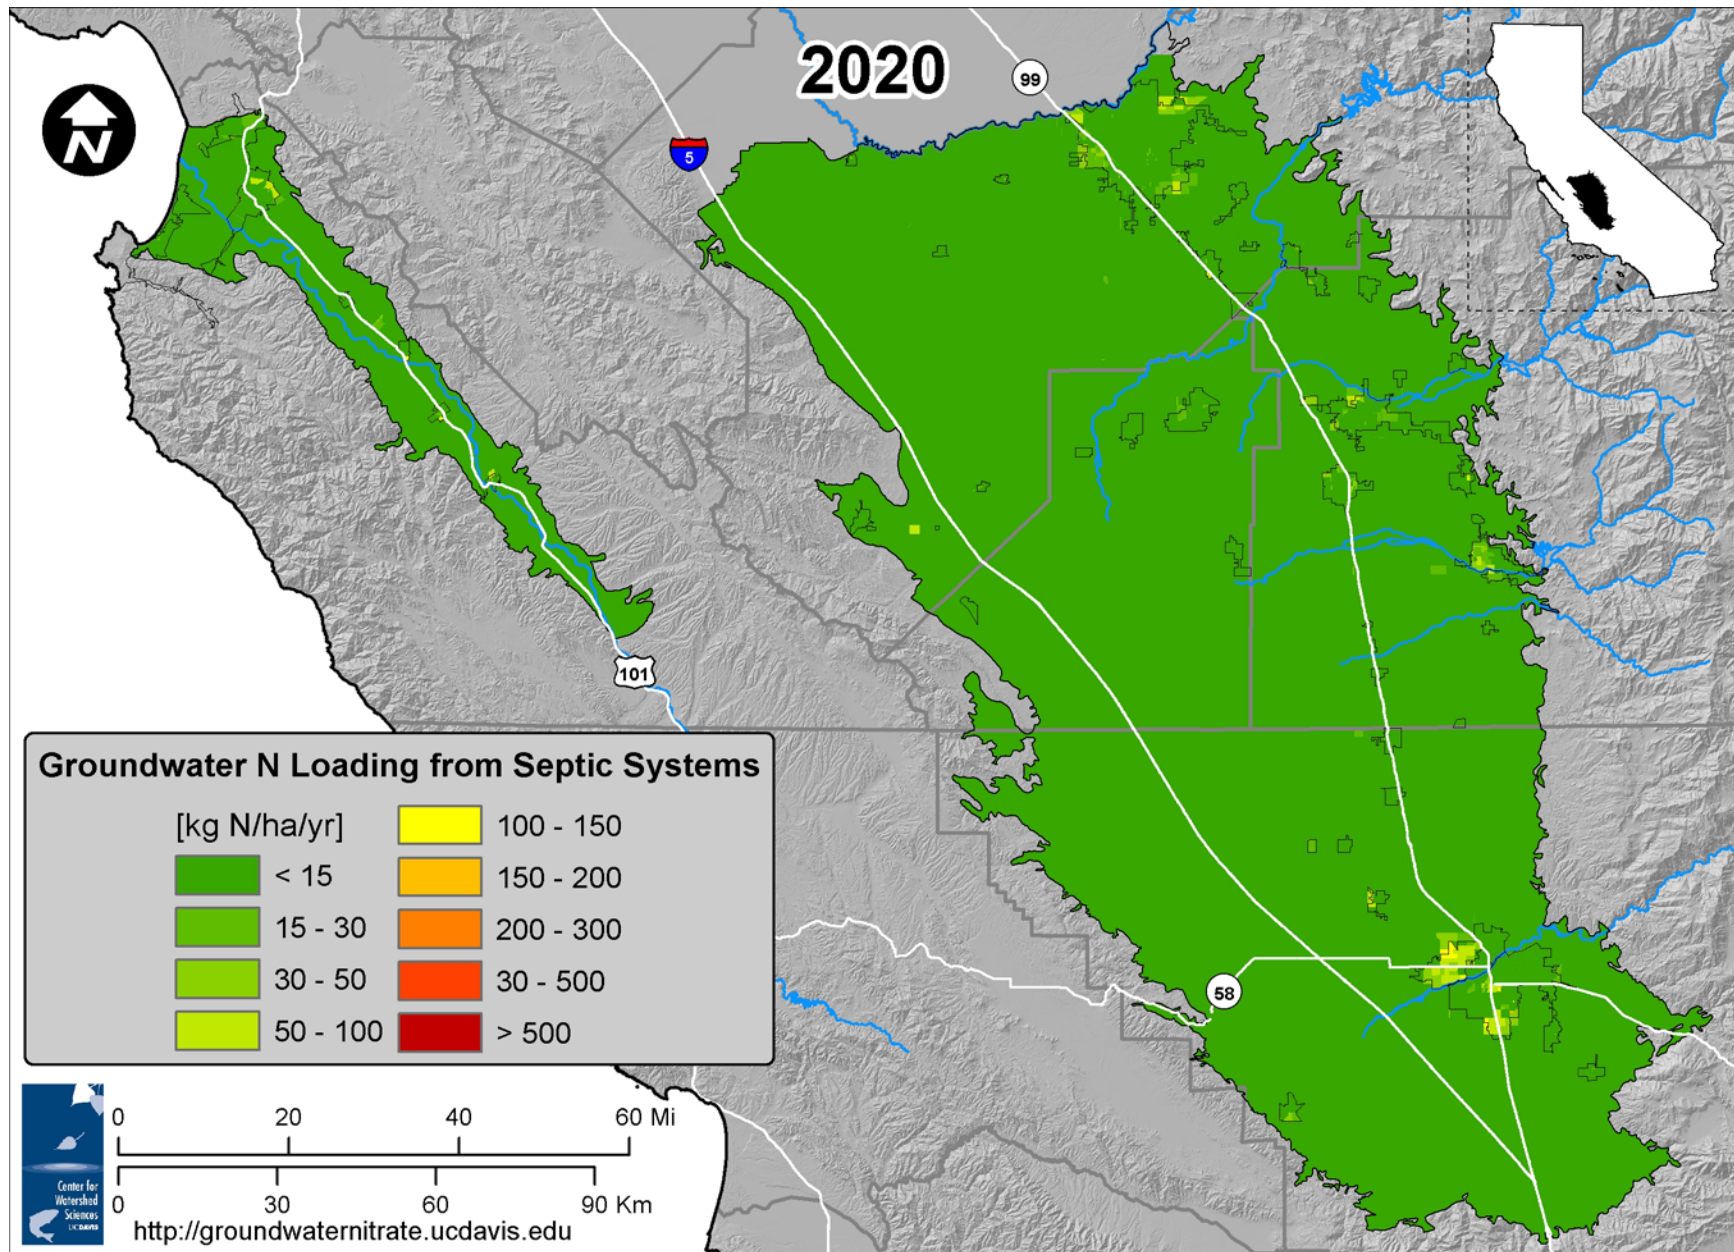 2020
99
5
N
101
58
Groundwater N Loading from Septic Systems
[kg N/ha/yr]
< 15
15 - 30
30 - 50
50 - 100
100 - 150
150 - 200
200 - 300
30 - 500
> 500
Center for
Watershed
Sciences
UC DAVIS
0 20 40 60 Mi
0 30 60 90 Km
http://groundwaternitrate.ucdavis.edu